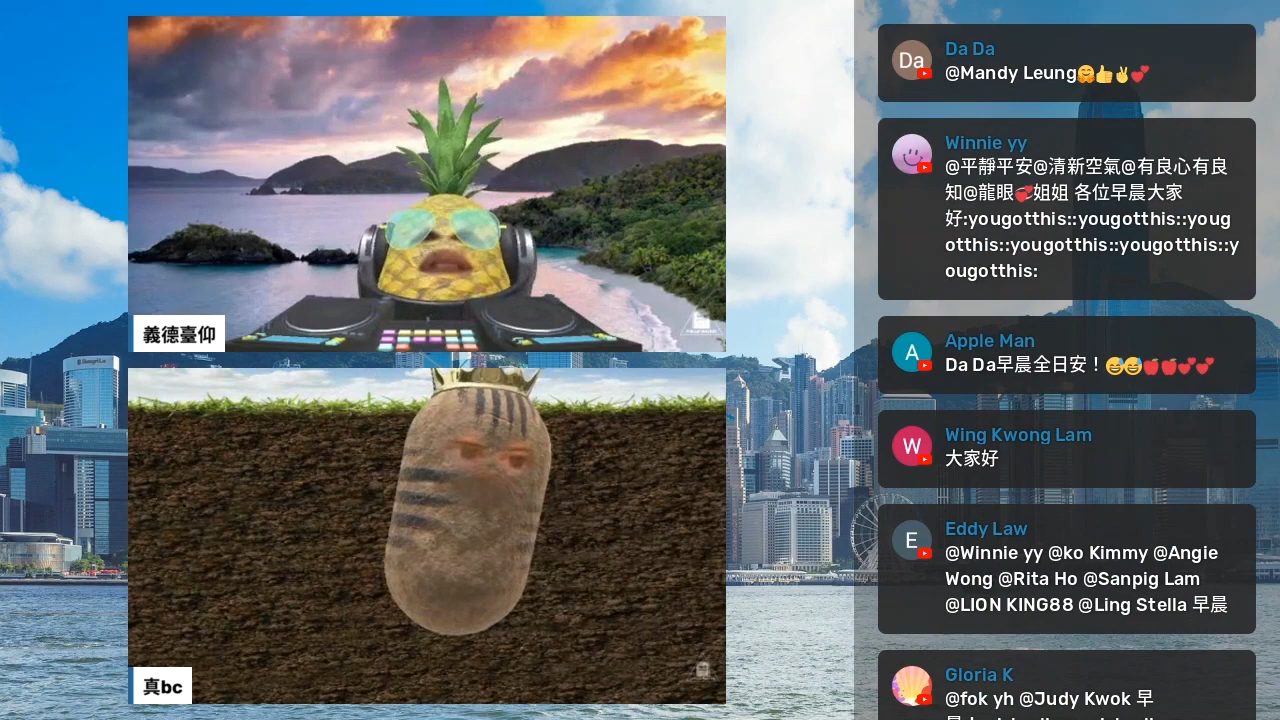 義德臺仰
真bc
Da Da
@Mandy Leung🤗👍✌💕
Winnie yy
@平靜平安@清新空氣@有良心有良
知@龍眼💞姐姐 各位早晨大家
好:yougotthis::yougotthis::youg
otthis::yougotthis::yougotthis::y
ougotthis:
Apple Man
Da Da早晨全日安！😅😅🍎🍎💕💕
Wing Kwong Lam
大家好
Eddy Law
@Winnie yy @ko Kimmy @Angie
Wong @Rita Ho @Sanpig Lam
@LION KING88 @Ling Stella 早晨
Gloria K
@fok yh @Judy Kwok 早